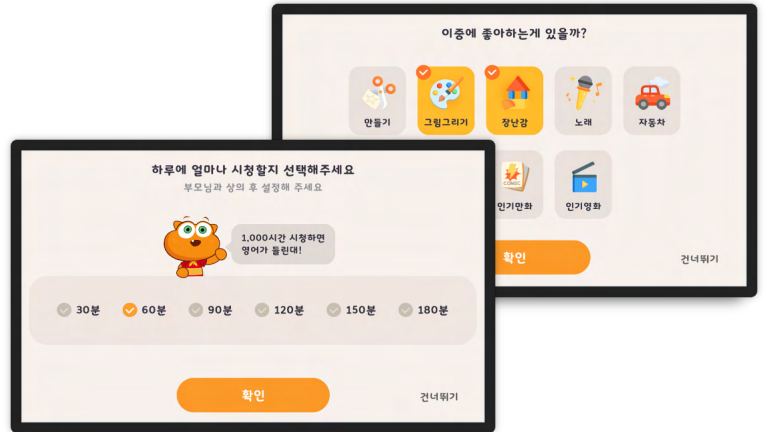 이중에 좋아하는게 있을까?
만들기
그림그리기
장난감
노래
자동차
COMIC
인기만화
인기영화
확인
건너뛰기
하루에 얼마나 시청할지 선택해주세요
부모님과 상의 후 설정해 주세요
1,000시간 시청하면
영어가 들린대!
30분
60분
90분
120분
150분
180분
확인
건너뛰기